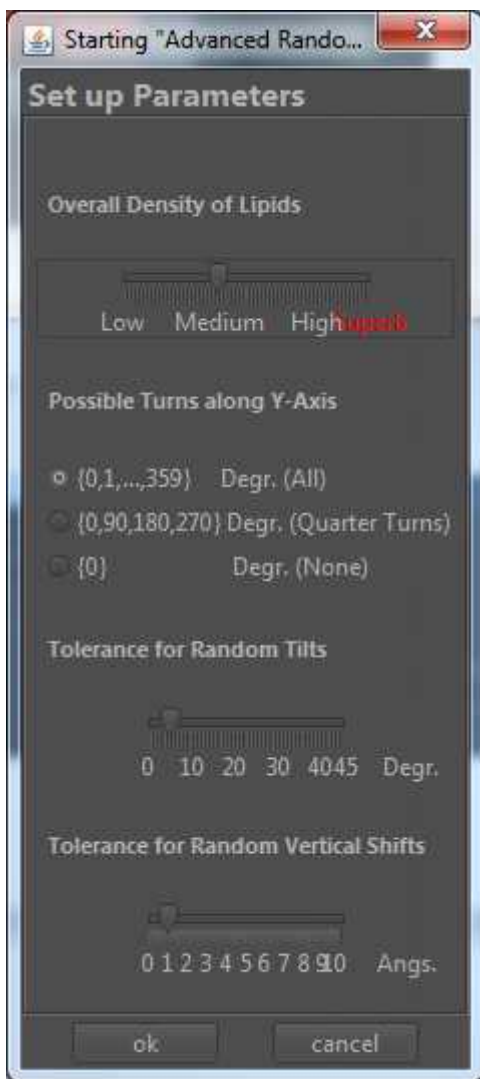 Starting "Advanced Rando...
Set up Parameters
Overall Density of Lipids
Low Medium High Superb
Possible Turns along Y-Axis
{0,1,...,359} Degr. (All)
{0,90,180,270} Degr. (Quarter Turns)
{0} Degr. (None)
Tolerance for Random Tilts
0 10 20 30 4045 Degr.
Tolerance for Random Vertical Shifts
0 1 2 3 4 5 6 7 8 9 10 Angs.
ok cancel